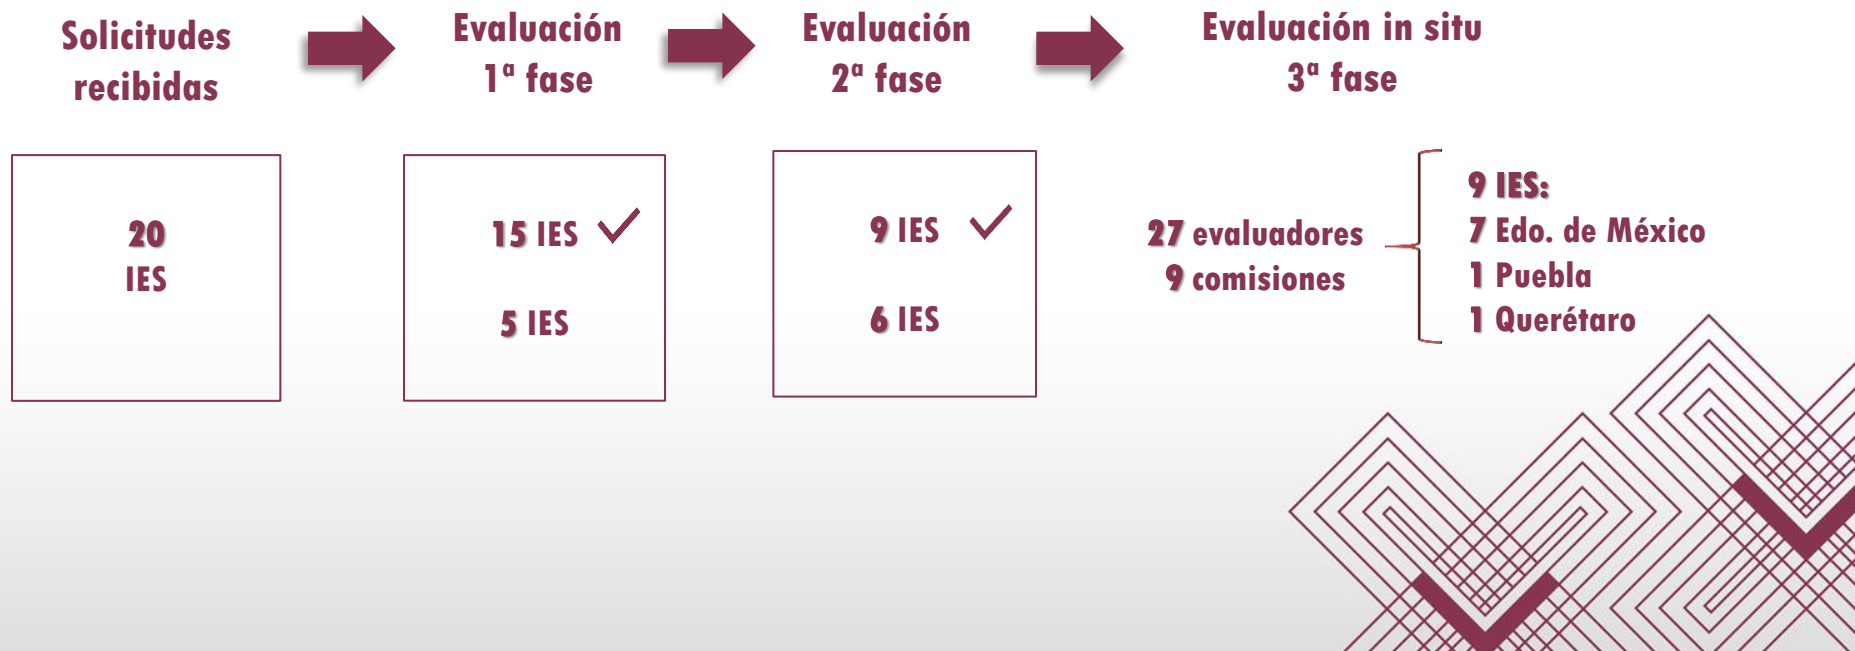 Solicitudes
recibidas
Evaluación
1ª fase
Evaluación
2ª fase
Evaluación in situ
3ª fase
20
IES
15 IES
5 IES
9 IES
6 IES
27 evaluadores
9 comisiones
9 IES:
7 Edo. de México
1 Puebla
1 Querétaro